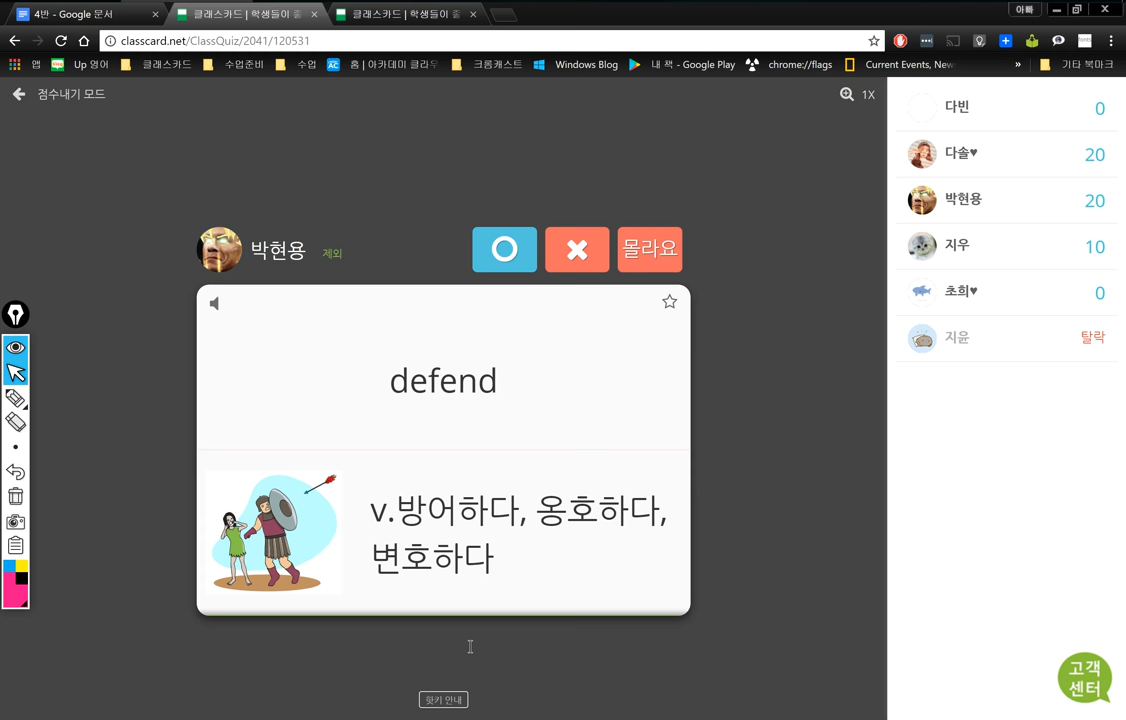 4반 - Google 문서
클래스카드 | 학생들이 좋
클래스카드 | 학생들이 좋
아빠
classcard.net/ClassQuiz/2041/120531
앱
Up 영어
클래스카드
수업준비
수업
홈 | 아카데미 클라우
크롬캐스트
Windows Blog
내 책 - Google Play
chrome://flags
Current Events, New
»
기타 북마크
점수내기 모드
1X
박현용
제외
몰라요
defend
v.방어하다, 옹호하다,
변호하다
핫키 안내
다빈 0
다솔♥ 20
박현용 20
지우 10
초희♥ 0
지윤 탈락
고객
센터